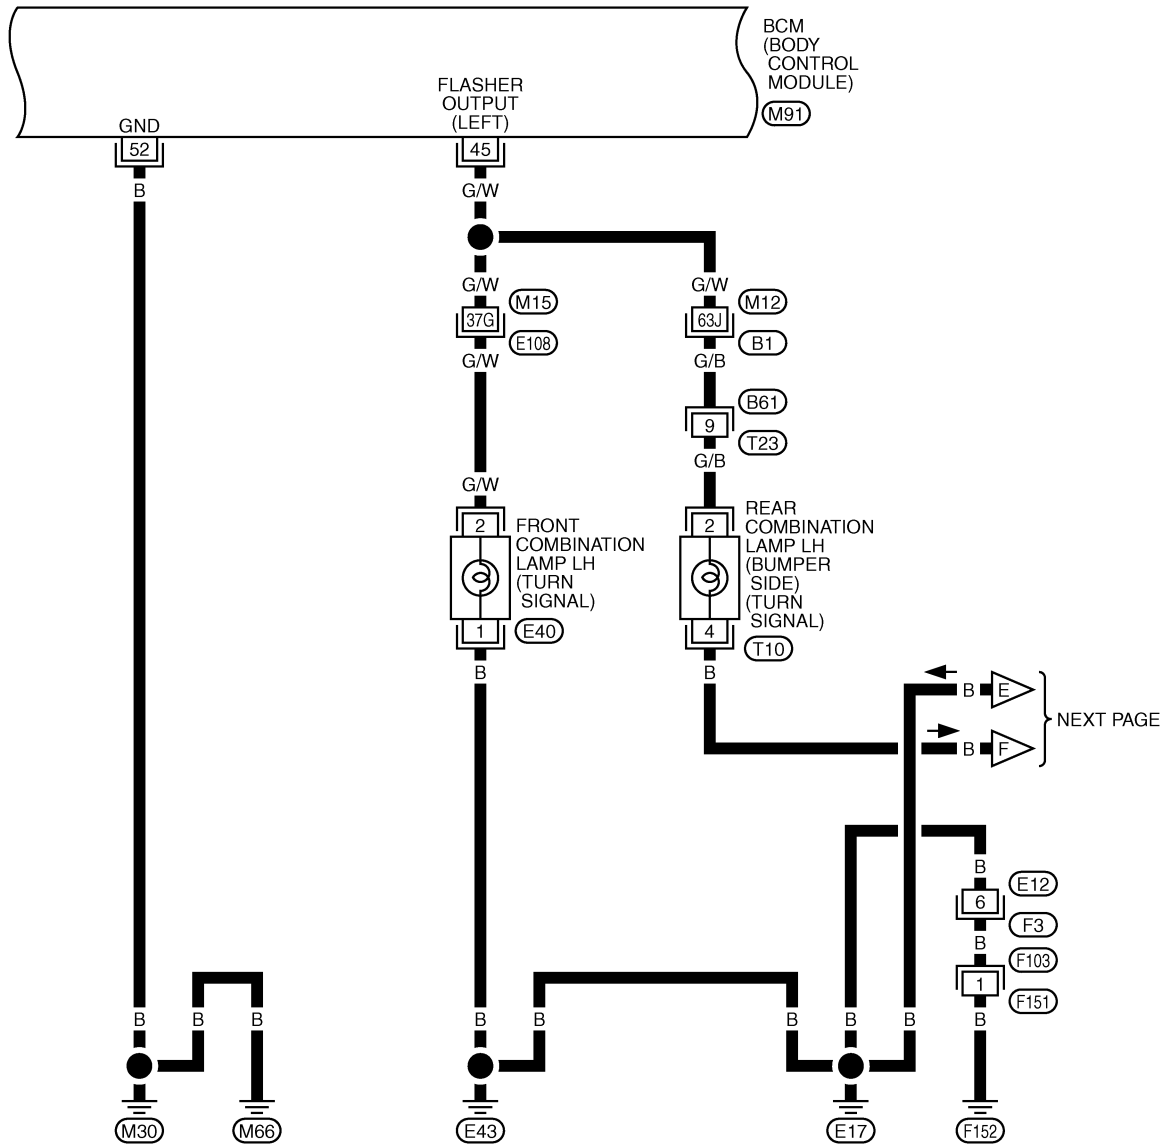 BCM
(BODY
CONTROL
MODULE)
M91
FLASHER
OUTPUT
(LEFT)
GND
52
45
B
G/W
G/W
G/W
37G
M15
63J
M12
E108
B1
G/W
G/B
B61
9
T23
G/B
G/W
2
FRONT
COMBINATION
LAMP LH
(TURN
SIGNAL)
1
E40
2
REAR
COMBINATION
LAMP LH
(BUMPER
SIDE)
(TURN
SIGNAL)
4
T10
B
B
B
E
NEXT PAGE
B
F
B
E12
6
F3
B
F103
1
F151
B
B
B
B
B
B
B
B
B
M30
M66
E43
E17
F152